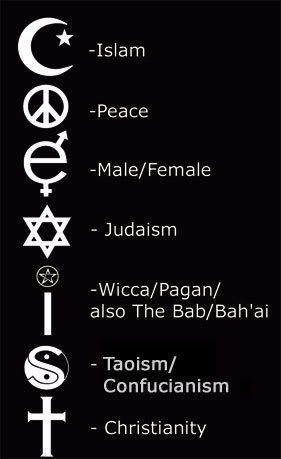 -Islam
-Peace
-Male/Female
- Judaism
-Wicca/Pagan/
also The Bab/Bah'ai
- Taoism/
Confucianism
- Christianity